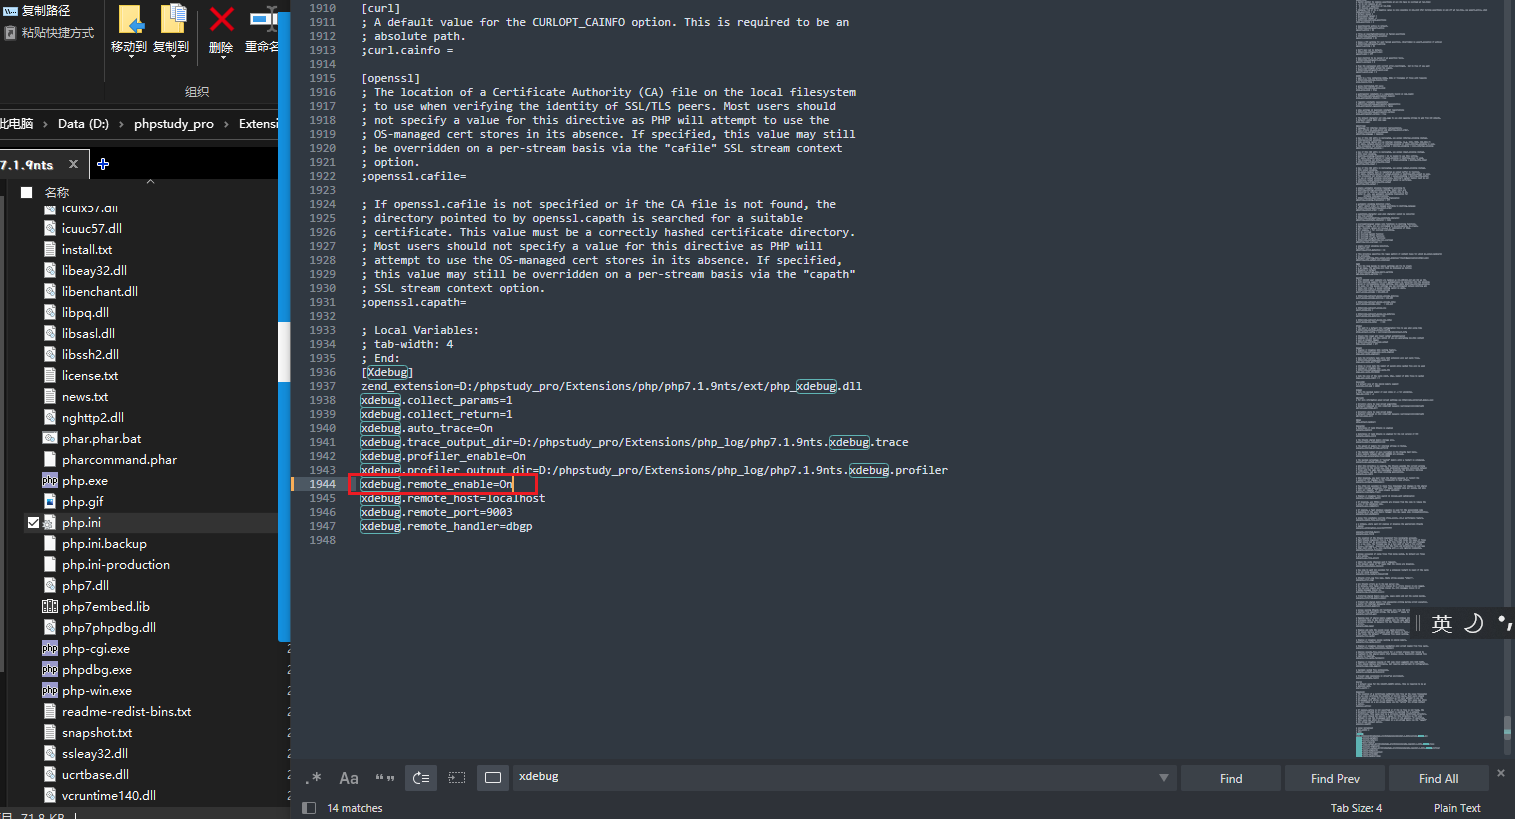 复制路径
粘贴快捷方式
移动到
复制到
删除
重命名
组织
此电脑
Data (D:)
phpstudy_pro
Extensi
7.1.9nts
名称
icuix57.dll
icuuc57.dll
install.txt
libeay32.dll
libenchant.dll
libpq.dll
libsasl.dll
libssh2.dll
license.txt
news.txt
nghttp2.dll
phar.phar.bat
pharcommand.phar
php.exe
php.gif
php.ini
php.ini.backup
php.ini-production
php7.dll
php7embed.lib
php7phpdbg.dll
php-cgi.exe
phpdbg.exe
php-win.exe
readme-redist-bins.txt
snapshot.txt
ssleay32.dll
ucrtbase.dll
vcruntime140.dll
71.8 KB
1910 [curl]
1911 ; A default value for the CURLOPT_CAINFO option. This is required to be an
1912 ; absolute path.
1913 ;curl.cainfo =
1914
1915 [openssl]
1916 ; The location of a Certificate Authority (CA) file on the local filesystem
1917 ; to use when verifying the identity of SSL/TLS peers. Most users should
1918 ; not specify a value for this directive as PHP will attempt to use the
1919 ; OS-managed cert stores in its absence. If specified, this value may still
1920 ; be overridden on a per-stream basis via the "cafile" SSL stream context
1921 ; option.
1922 ;openssl.cafile=
1923
1924 ; If openssl.cafile is not specified or if the CA file is not found, the
1925 ; directory pointed to by openssl.capath is searched for a suitable
1926 ; certificate. This value must be a correctly hashed certificate directory.
1927 ; Most users should not specify a value for this directive as PHP will
1928 ; attempt to use the OS-managed cert stores in its absence. If specified,
1929 ; this value may still be overridden on a per-stream basis via the "capath"
1930 ; SSL stream context option.
1931 ;openssl.capath=
1932
1933 ; Local Variables:
1934 ; tab-width: 4
1935 ; End:
1936 [Xdebug]
1937 zend_extension=D:/phpstudy_pro/Extensions/php/php7.1.9nts/ext/php_xdebug.dll
1938 xdebug.collect_params=1
1939 xdebug.collect_return=1
1940 xdebug.auto_trace=On
1941 xdebug.trace_output_dir=D:/phpstudy_pro/Extensions/php_log/php7.1.9nts.xdebug.trace
1942 xdebug.profiler_enable=On
1943 xdebug.profiler_output_dir=D:/phpstudy_pro/Extensions/php_log/php7.1.9nts.xdebug.profiler
1944 xdebug.remote_enable=On
1945 xdebug.remote_host=localhost
1946 xdebug.remote_port=9003
1947 xdebug.remote_handler=dbgp
1948
英
.* Aa “”
xdebug
Find
Find Prev
Find All
14 matches
Tab Size: 4
Plain Text